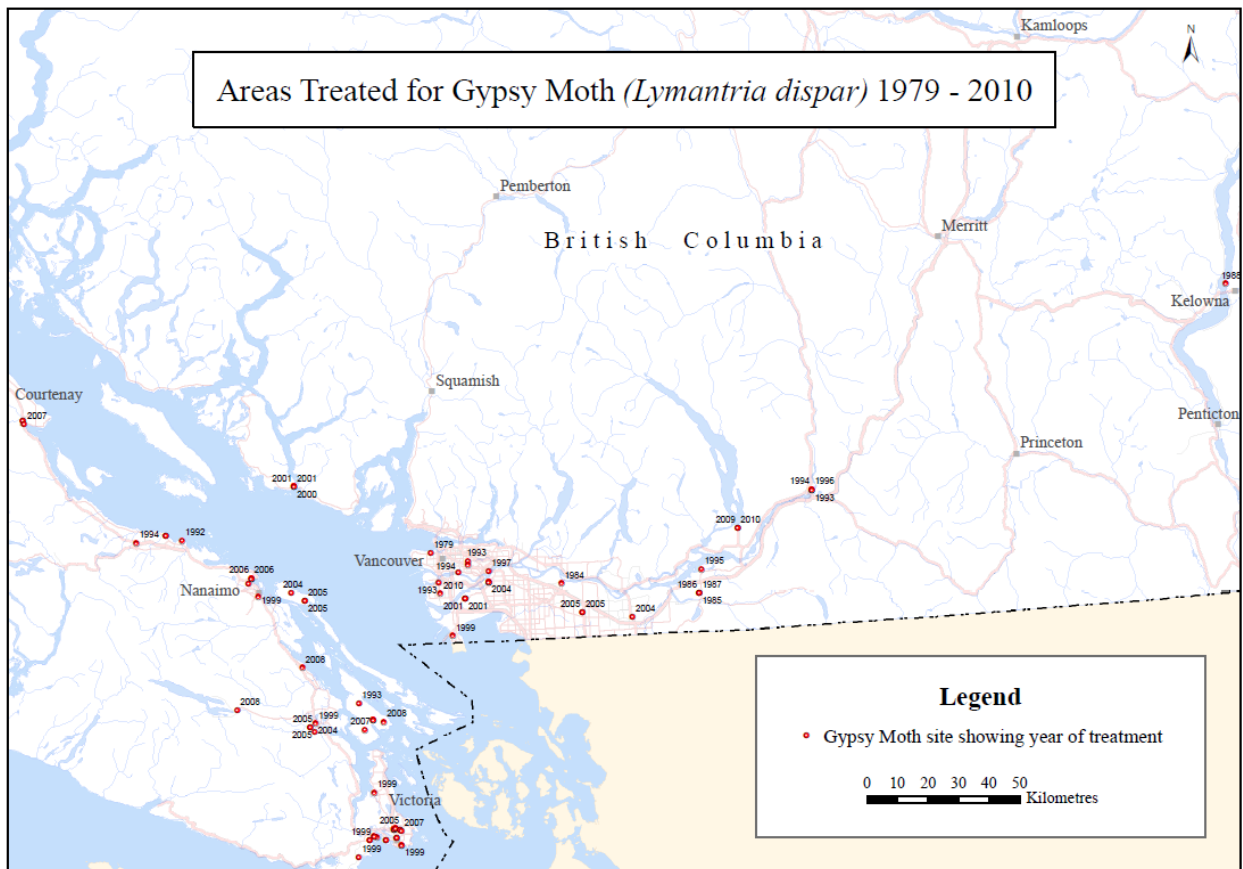 Kamloops
Areas Treated for Gypsy Moth (Lymantria dispar) 1979 - 2010
Pemberton
British Columbia
Merritt
1988
Kelowna
Courtenay
2007
Squamish
Penticton
Princeton
2001 2001
2000
1994 1996
1993
2009 2010
1994
1992
1979
Vancouver
1993
1994
1997
1995
2006 2006
Nanaimo
2004
2005
2005
1999
2010
1993
2004
1984
1986 1987
1985
2001 2001
2005 2005
2004
1999
2008
2008
1993
2005 1999
2005 2004
2007
2008
1999
Victoria
2005
2007
1999
1999
1999
Legend
Gypsy Moth site showing year of treatment
0 10 20 30 40 50
Kilometres